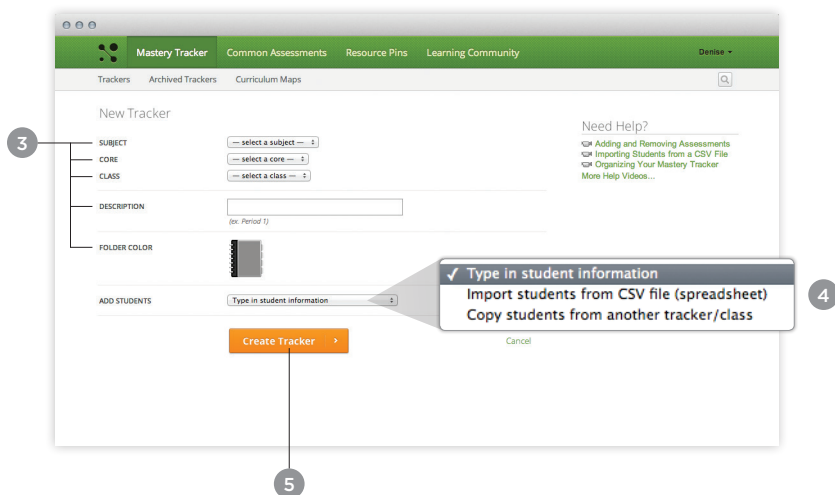 Mastery Tracker Common Assessments Resource Pins Learning Community Denise
Trackers Archived Trackers Curriculum Maps
New Tracker
Need Help?
3
SUBJECT — select a subject —
CORE — select a core —
CLASS — select a class —
Adding and Removing Assessments
Importing Students from a CSV File
Organizing Your Mastery Tracker
More Help Videos...
DESCRIPTION
(ex. Period 1)
FOLDER COLOR
ADD STUDENTS Type in student information
✓ Type in student information
Import students from CSV file (spreadsheet)
Copy students from another tracker/class
4
Create Tracker › Cancel
5